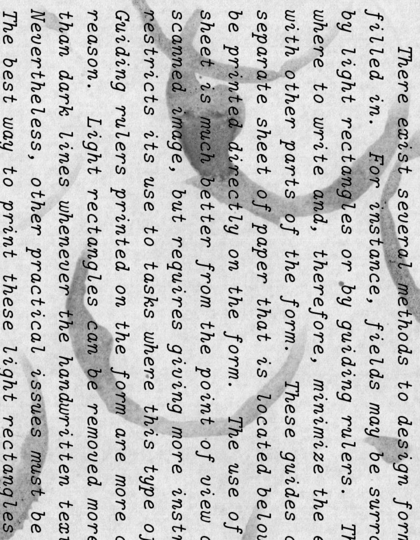 There exist several methods to design form
filled in. For instance, fields may be surro
by light rectangles or by guiding rulers. Th
where to write and, therefore, minimize the e
with other parts of the form. These guides c
separate sheet of paper that is located below
be printed directly on the form. The use of
sheet is much better from the point of view o
scanned image, but requires giving more instr
restricts its use to tasks where this type of
Guiding rulers printed on the form are more c
reason. Light rectangles can be removed more
than dark lines whenever the handwritten text
Nevertheless, other practical issues must be
The best way to print these light rectangles